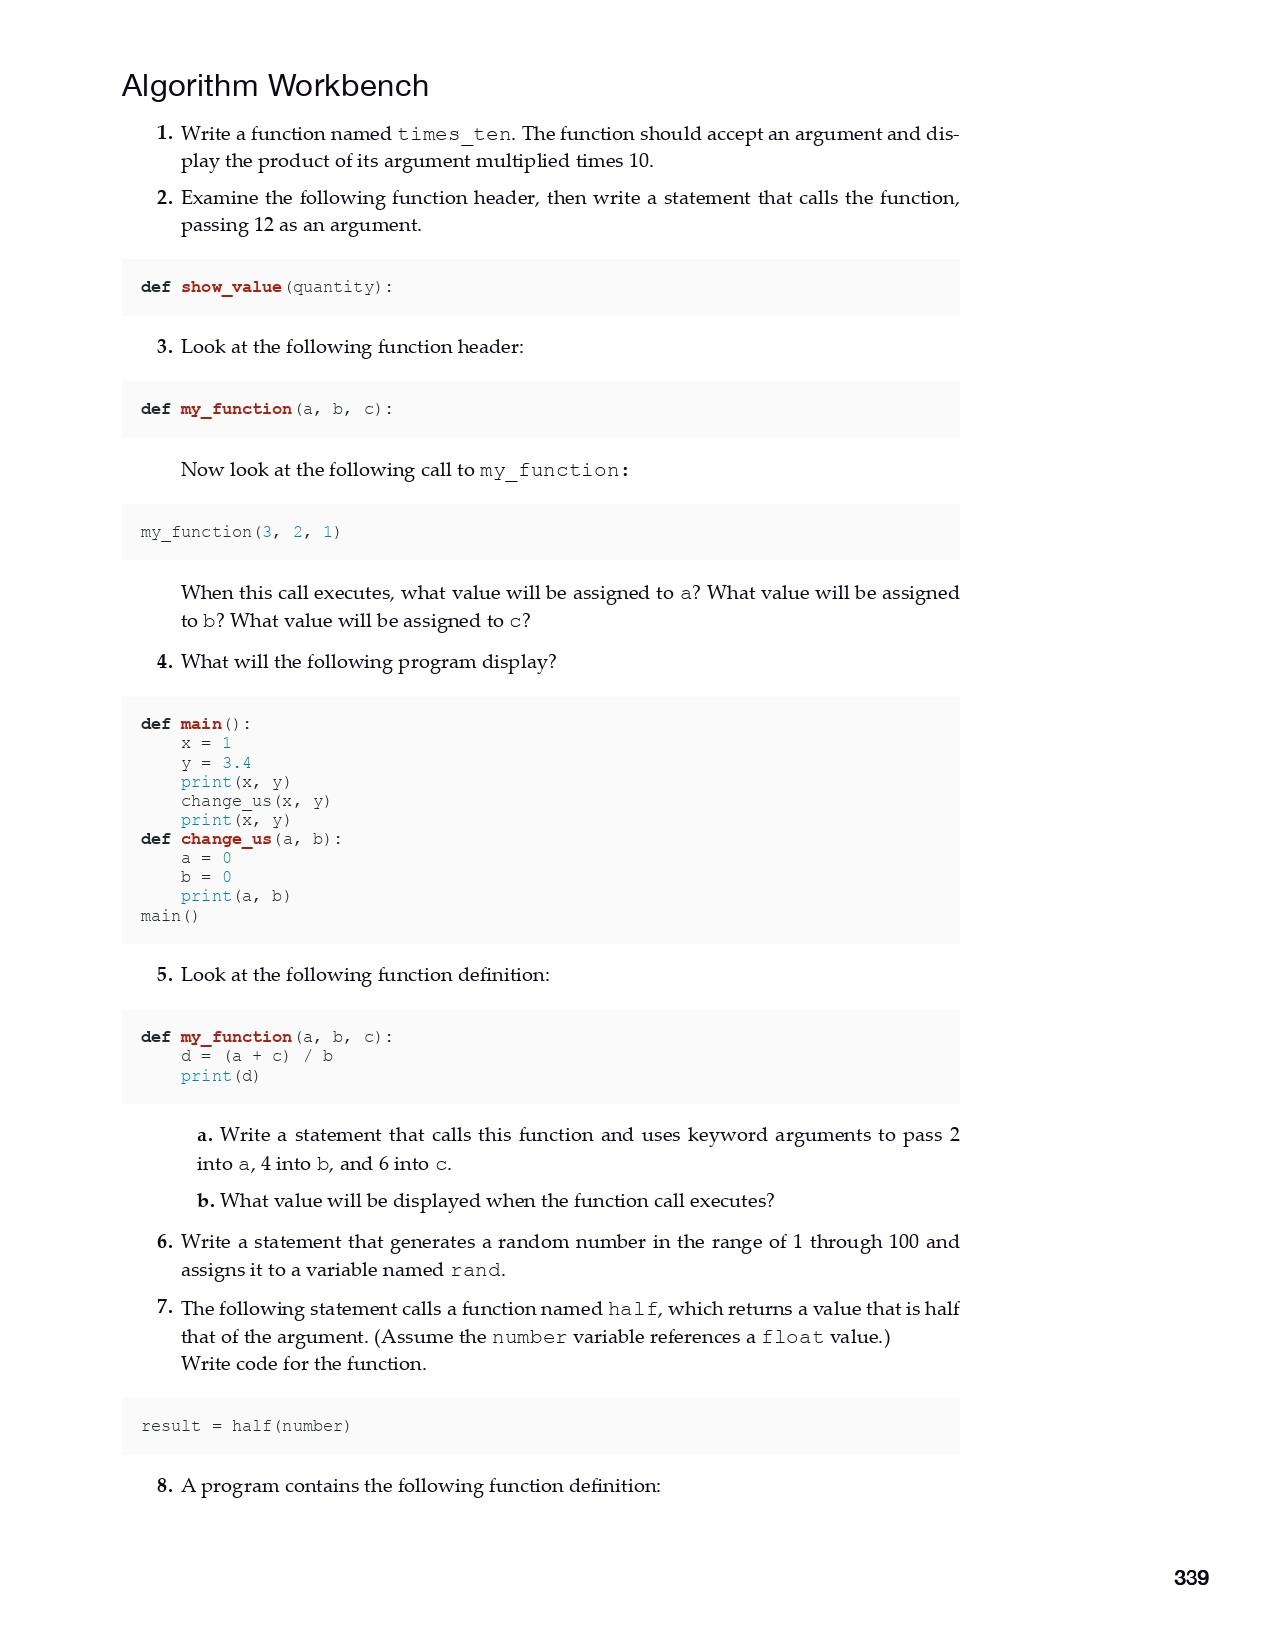 Algorithm Workbench
1. Write a function named times_ten. The function should accept an argument and dis-
play the product of its argument multiplied times 10.
2. Examine the following function header, then write a statement that calls the function,
passing 12 as an argument.
def show_value(quantity):
3. Look at the following function header:
def my_function(a, b, c):
Now look at the following call to my_function:
my_function(3, 2, 1)
When this call executes, what value will be assigned to a? What value will be assigned
to b? What value will be assigned to c?
4. What will the following program display?
def main():
    x = 1
    y = 3.4
    print(x, y)
    change_us(x, y)
    print(x, y)
def change_us(a, b):
    a = 0
    b = 0
    print(a, b)
main()
5. Look at the following function definition:
def my_function(a, b, c):
    d = (a + c) / b
    print(d)
a. Write a statement that calls this function and uses keyword arguments to pass 2
into a, 4 into b, and 6 into c.
b. What value will be displayed when the function call executes?
6. Write a statement that generates a random number in the range of 1 through 100 and
assigns it to a variable named rand.
7. The following statement calls a function named half, which returns a value that is half
that of the argument. (Assume the number variable references a float value.)
Write code for the function.
result = half(number)
8. A program contains the following function definition:
339